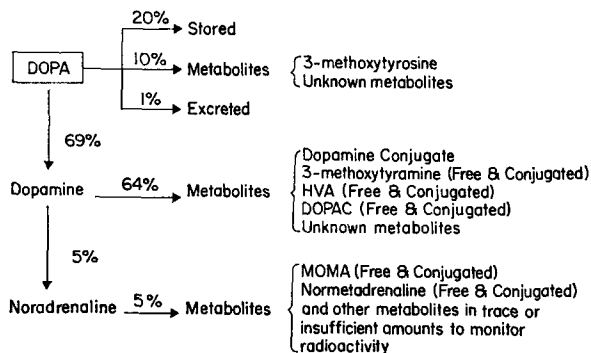 20%
Stored
DOPA
10%
Metabolites
3-methoxytyrosine
Unknown metabolites
1%
Excreted
69%
Dopamine
64%
Metabolites
Dopamine Conjugate
3-methoxytyramine (Free & Conjugated)
HVA (Free & Conjugated)
DOPAC (Free & Conjugated)
Unknown metabolites
5%
Noradrenaline
5%
Metabolites
MOMA (Free & Conjugated)
Normetadrenaline (Free & Conjugated)
and other metabolites in trace or
insufficient amounts to monitor
radioactivity